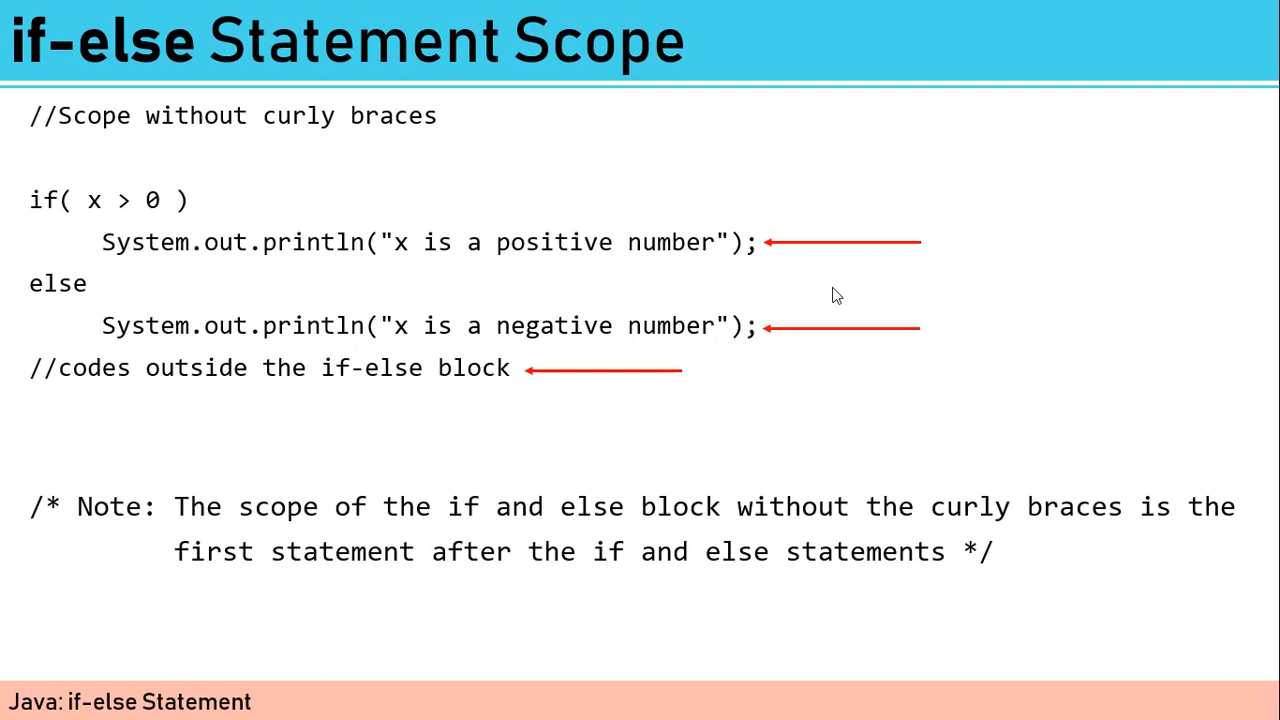 if-else Statement Scope
//Scope without curly braces
if( x > 0 )
System.out.println("x is a positive number");
else
System.out.println("x is a negative number");
//codes outside the if-else block
/* Note: The scope of the if and else block without the curly braces is the
first statement after the if and else statements */
Java: if-else Statement